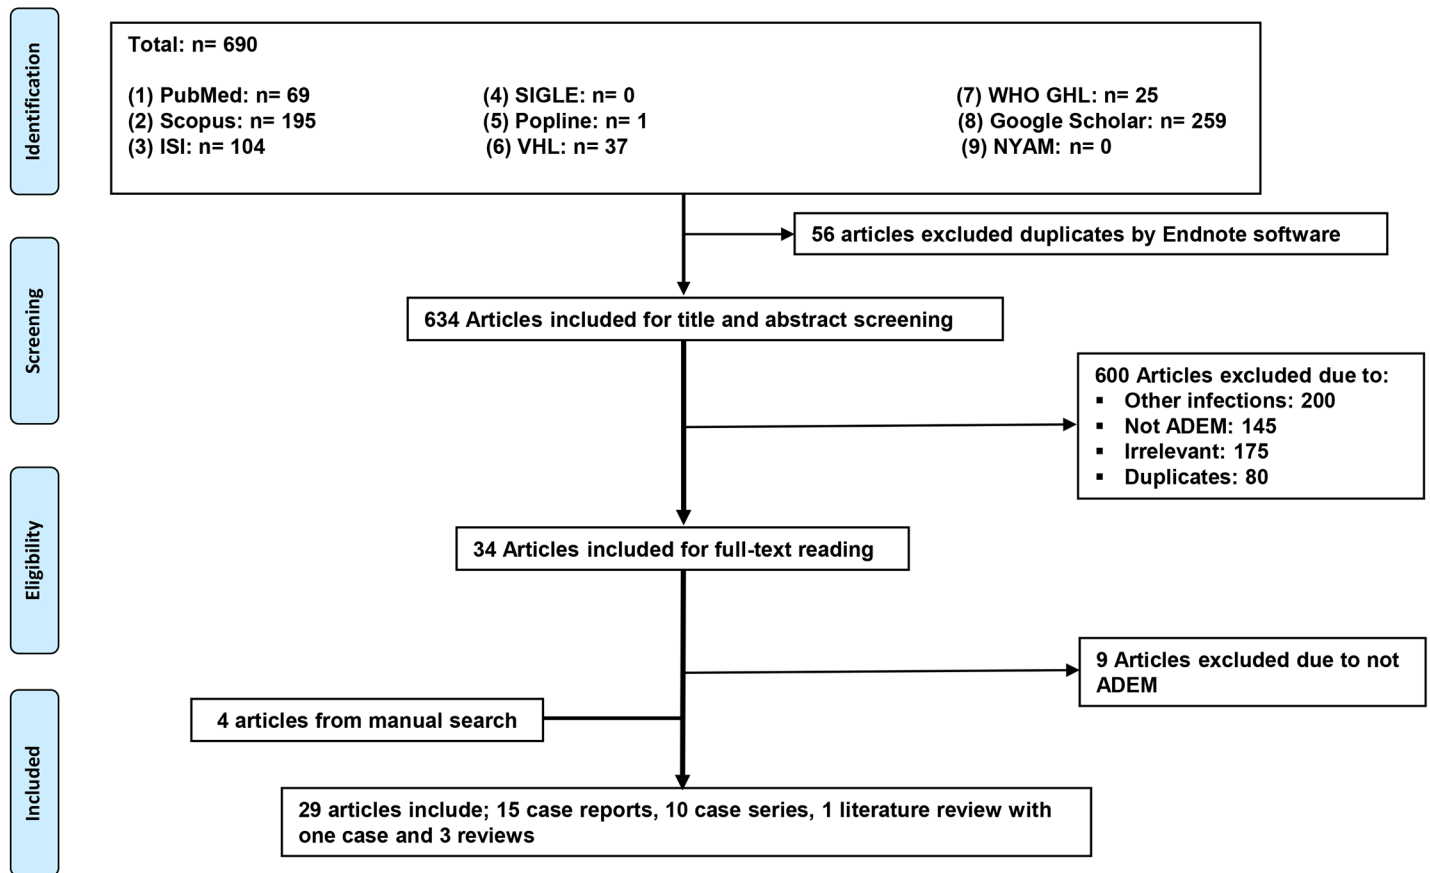 Identification
Total: n= 690
(1) PubMed: n= 69
(2) Scopus: n= 195
(3) ISI: n= 104
(4) SIGLE: n= 0
(5) Popline: n= 1
(6) VHL: n= 37
(7) WHO GHL: n= 25
(8) Google Scholar: n= 259
(9) NYAM: n= 0
56 articles excluded duplicates by Endnote software
Screening
634 Articles included for title and abstract screening
600 Articles excluded due to:
▪ Other infections: 200
▪ Not ADEM: 145
▪ Irrelevant: 175
▪ Duplicates: 80
Eligibility
34 Articles included for full-text reading
9 Articles excluded due to not
ADEM
4 articles from manual search
Included
29 articles include; 15 case reports, 10 case series, 1 literature review with
one case and 3 reviews